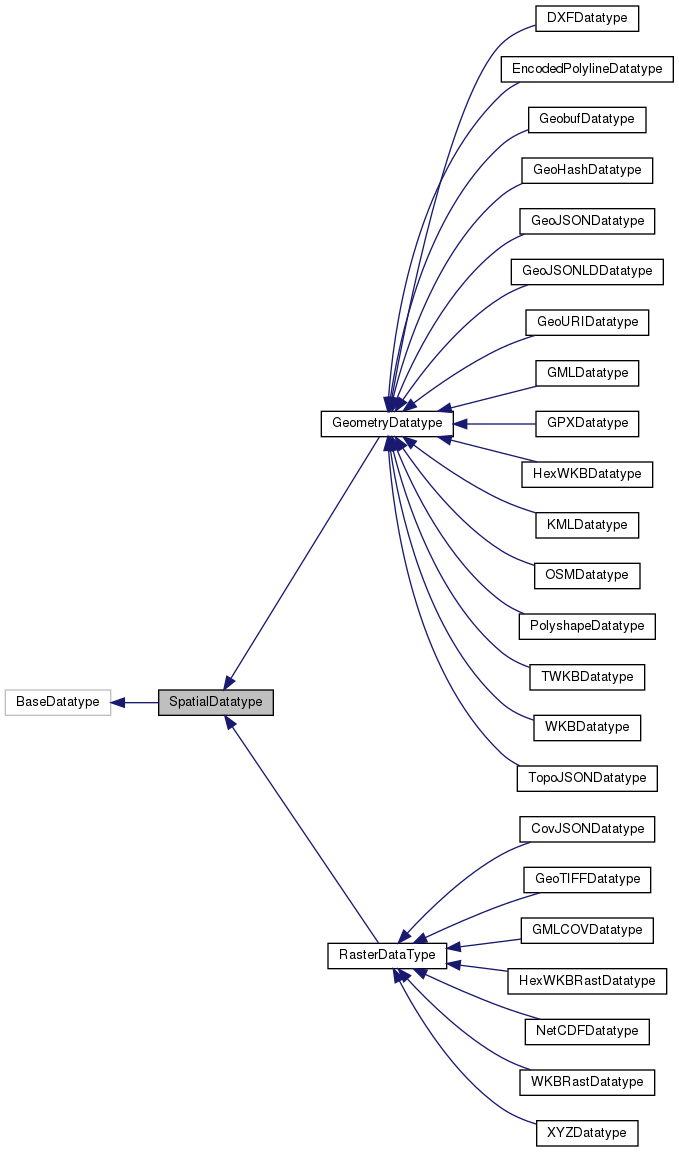 DXFDatatype
EncodedPolylineDatatype
GeobufDatatype
GeoHashDatatype
GeoJSONDatatype
GeoJSONLDDatatype
GeoURIDatatype
GMLDatatype
GeometryDatatype
GPXDatatype
HexWKBDatatype
KMLDatatype
OSMDatatype
PolyshapeDatatype
TWKBDatatype
BaseDatatype
SpatialDatatype
WKBDatatype
TopoJSONDatatype
CovJSONDatatype
GeoTIFFDatatype
GMLCOVDatatype
RasterDataType
HexWKBRastDatatype
NetCDFDatatype
WKBRastDatatype
XYZDatatype